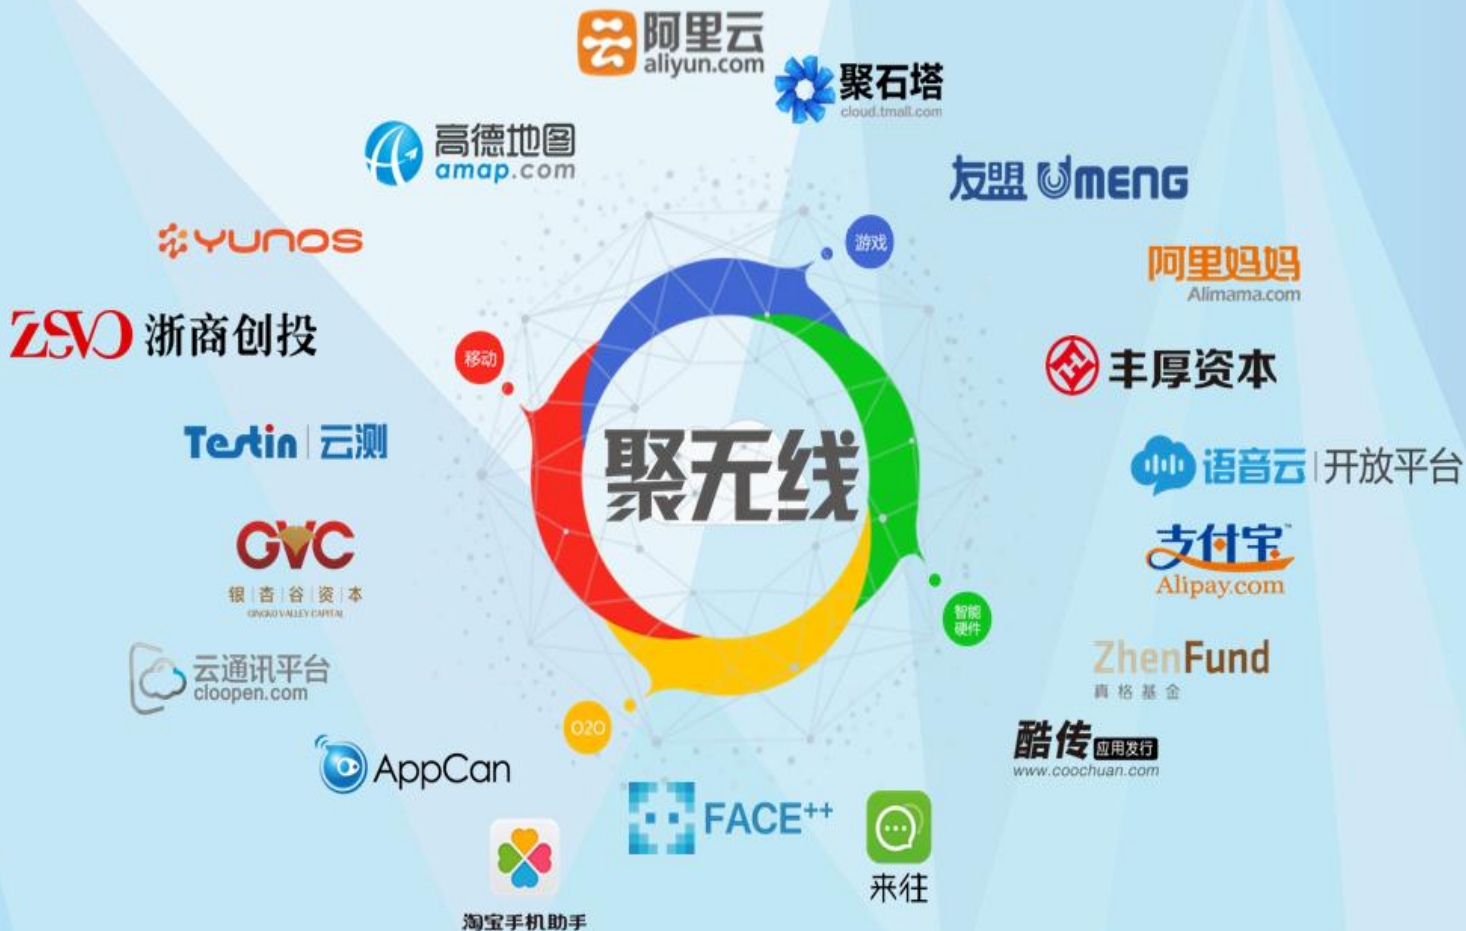 阿里云
aliyun.com
聚石塔
cloud.tmall.com
高德地图
amap.com
友盟 Umeng
YUNOS
游戏
阿里妈妈
Alimama.com
ZSVC 浙商创投
移动
丰厚资本
Testin | 云测
聚无线
语音云 | 开放平台
GVC
银|杏|谷|资|本
GINGKO VALLEY CAPITAL
支付宝™
Alipay.com
智能
硬件
云通讯平台
cloopen.com
ZhenFund
真格基金
O2O
酷传 应用发行
www.coochuan.com
AppCan
FACE++
来往
淘宝手机助手